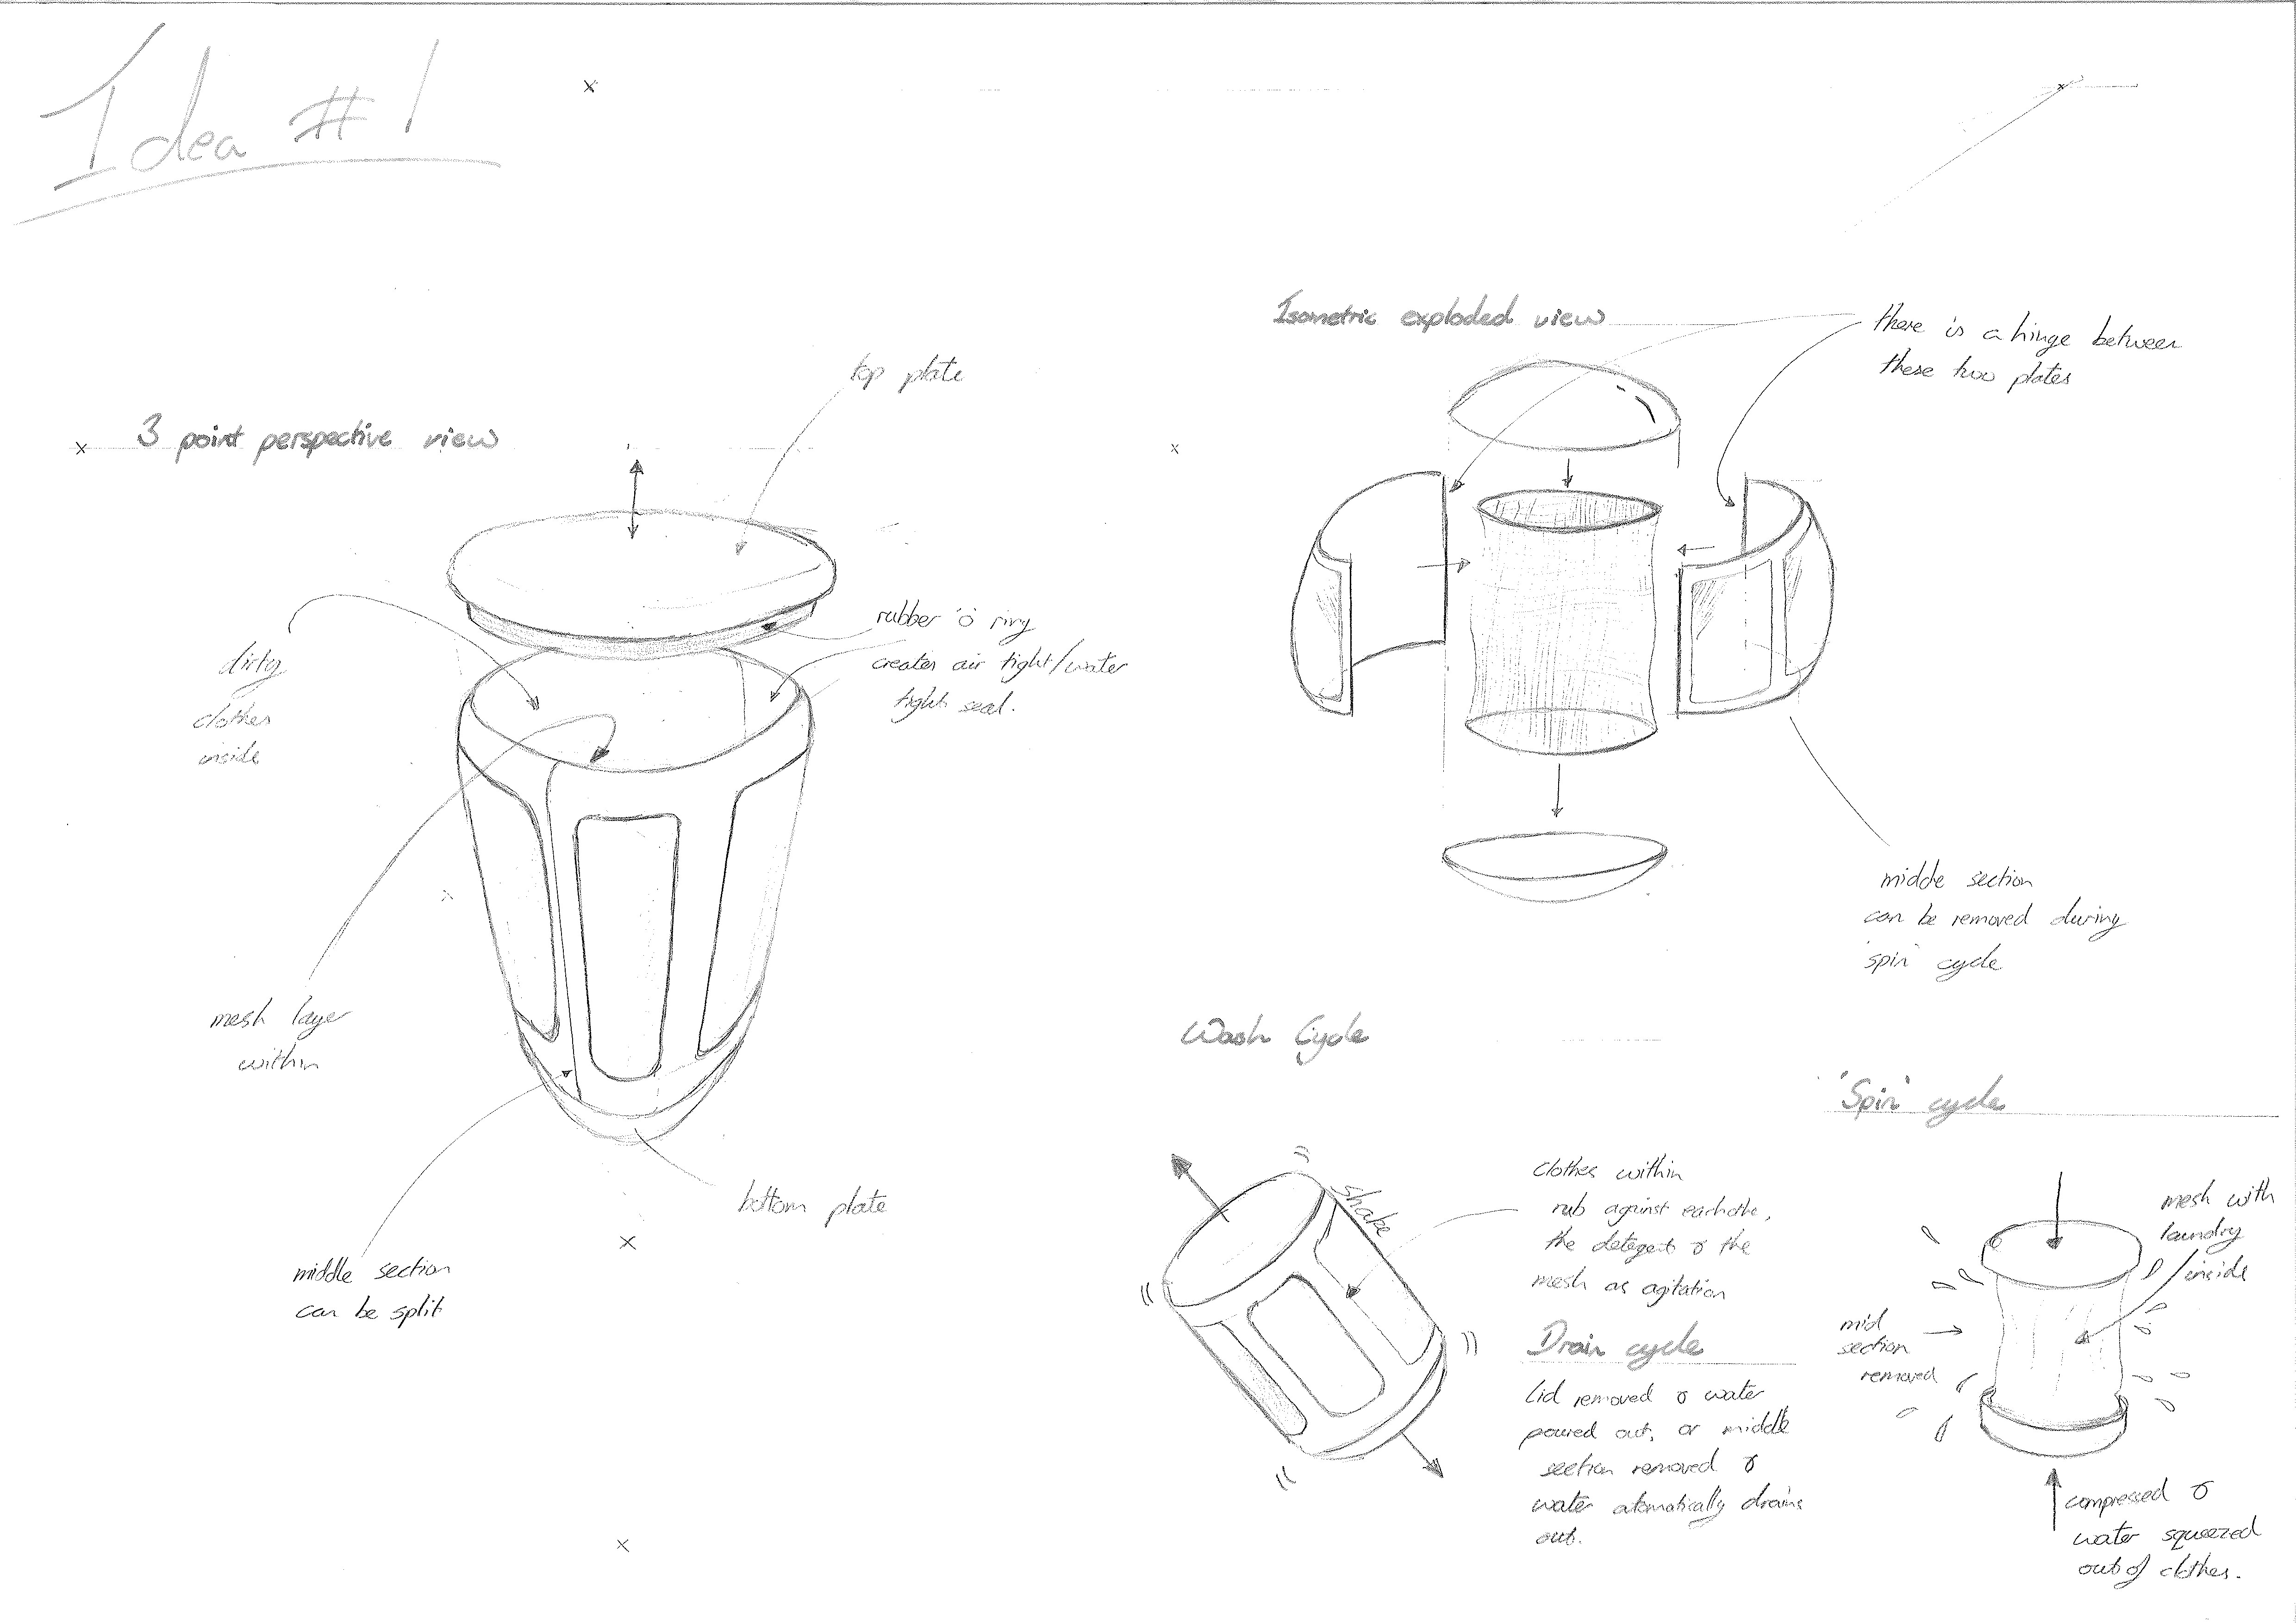 Idea #1
3 point perspective view
top plate
dirty
clothes
inside
rubber 'o' ring
creates air tight/water
tight seal.
mesh layer
within
bottom plate
middle section
can be split
Isometric exploded view
there is a hinge between
these two plates
middle section
can be removed during
'spin' cycle
Wash Cycle
shake
clothes within
rub against eachother,
the detergent & the
mesh as agitation
Drain cycle
Lid removed & water
poured out, or middle
section removed &
water atomatically drains
out.
'Spin' cycle
mesh with
laundry
inside
mid
section
removed
compressed &
water squeezed
out of clothes.